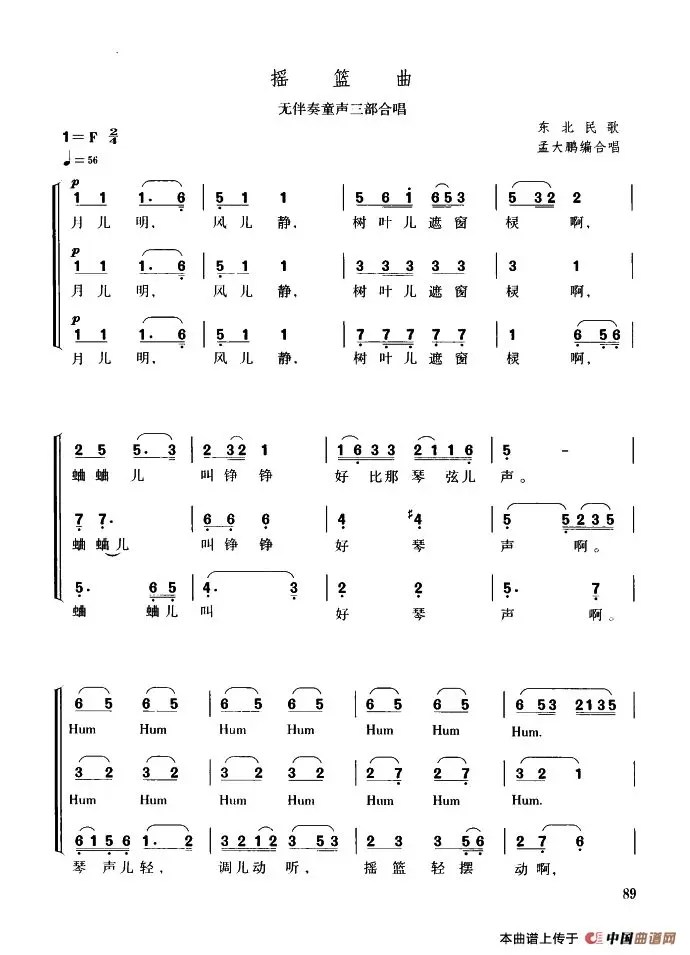 摇 篮 曲
无伴奏童声三部合唱
1=F 2/4
♩=56
东 北 民 歌
孟大鹏编合唱
p
1 1 1. 6 | 5 1 1 | 5 6 i 653 | 5 32 2 |
月 儿 明, 风 儿 静, 树 叶 儿 遮 窗 棂 啊,
p
1 1 1. 6 | 5 1 1 | 3 3 3 3 3 | 3 1 |
月 儿 明, 风 儿 静, 树 叶 儿 遮 窗 棂 啊,
p
1 1 1. 6 | 5 1 1 | 7 7 7 7 7 | 1 6 56 |
月 儿 明, 风 儿 静, 树 叶 儿 遮 窗 棂 啊,
2 5 5. 3 | 2 32 1 | 1633 2116 | 5 - |
蛐 蛐 儿 叫 铮 铮 好 比 那 琴 弦 儿 声。
7 7. | 6 6 6 | 4 #4 | 5 5235 |
蛐 蛐 儿 叫 铮 铮 好 琴 声 啊。
5. 6 5 | 4. 3 | 2 2 | 5. 7 |
蛐 蛐 儿 叫 好 琴 声 啊。
6 5 6 5 | 6 5 6 5 | 6 5 6 5 | 6 53 2135 |
Hum Hum Hum Hum Hum Hum Hum.
3 2 3 2 | 3 2 3 2 | 2 7 2 7 | 3 2 1 |
Hum Hum Hum Hum Hum Hum Hum.
6156 1. 2 | 3212 3 53 | 2 3 3 56 | 2 7 6 |
琴 声 儿 轻, 调 儿 动 听, 摇 篮 轻 摆 动 啊,
89
本曲谱上传于 中国曲谱网